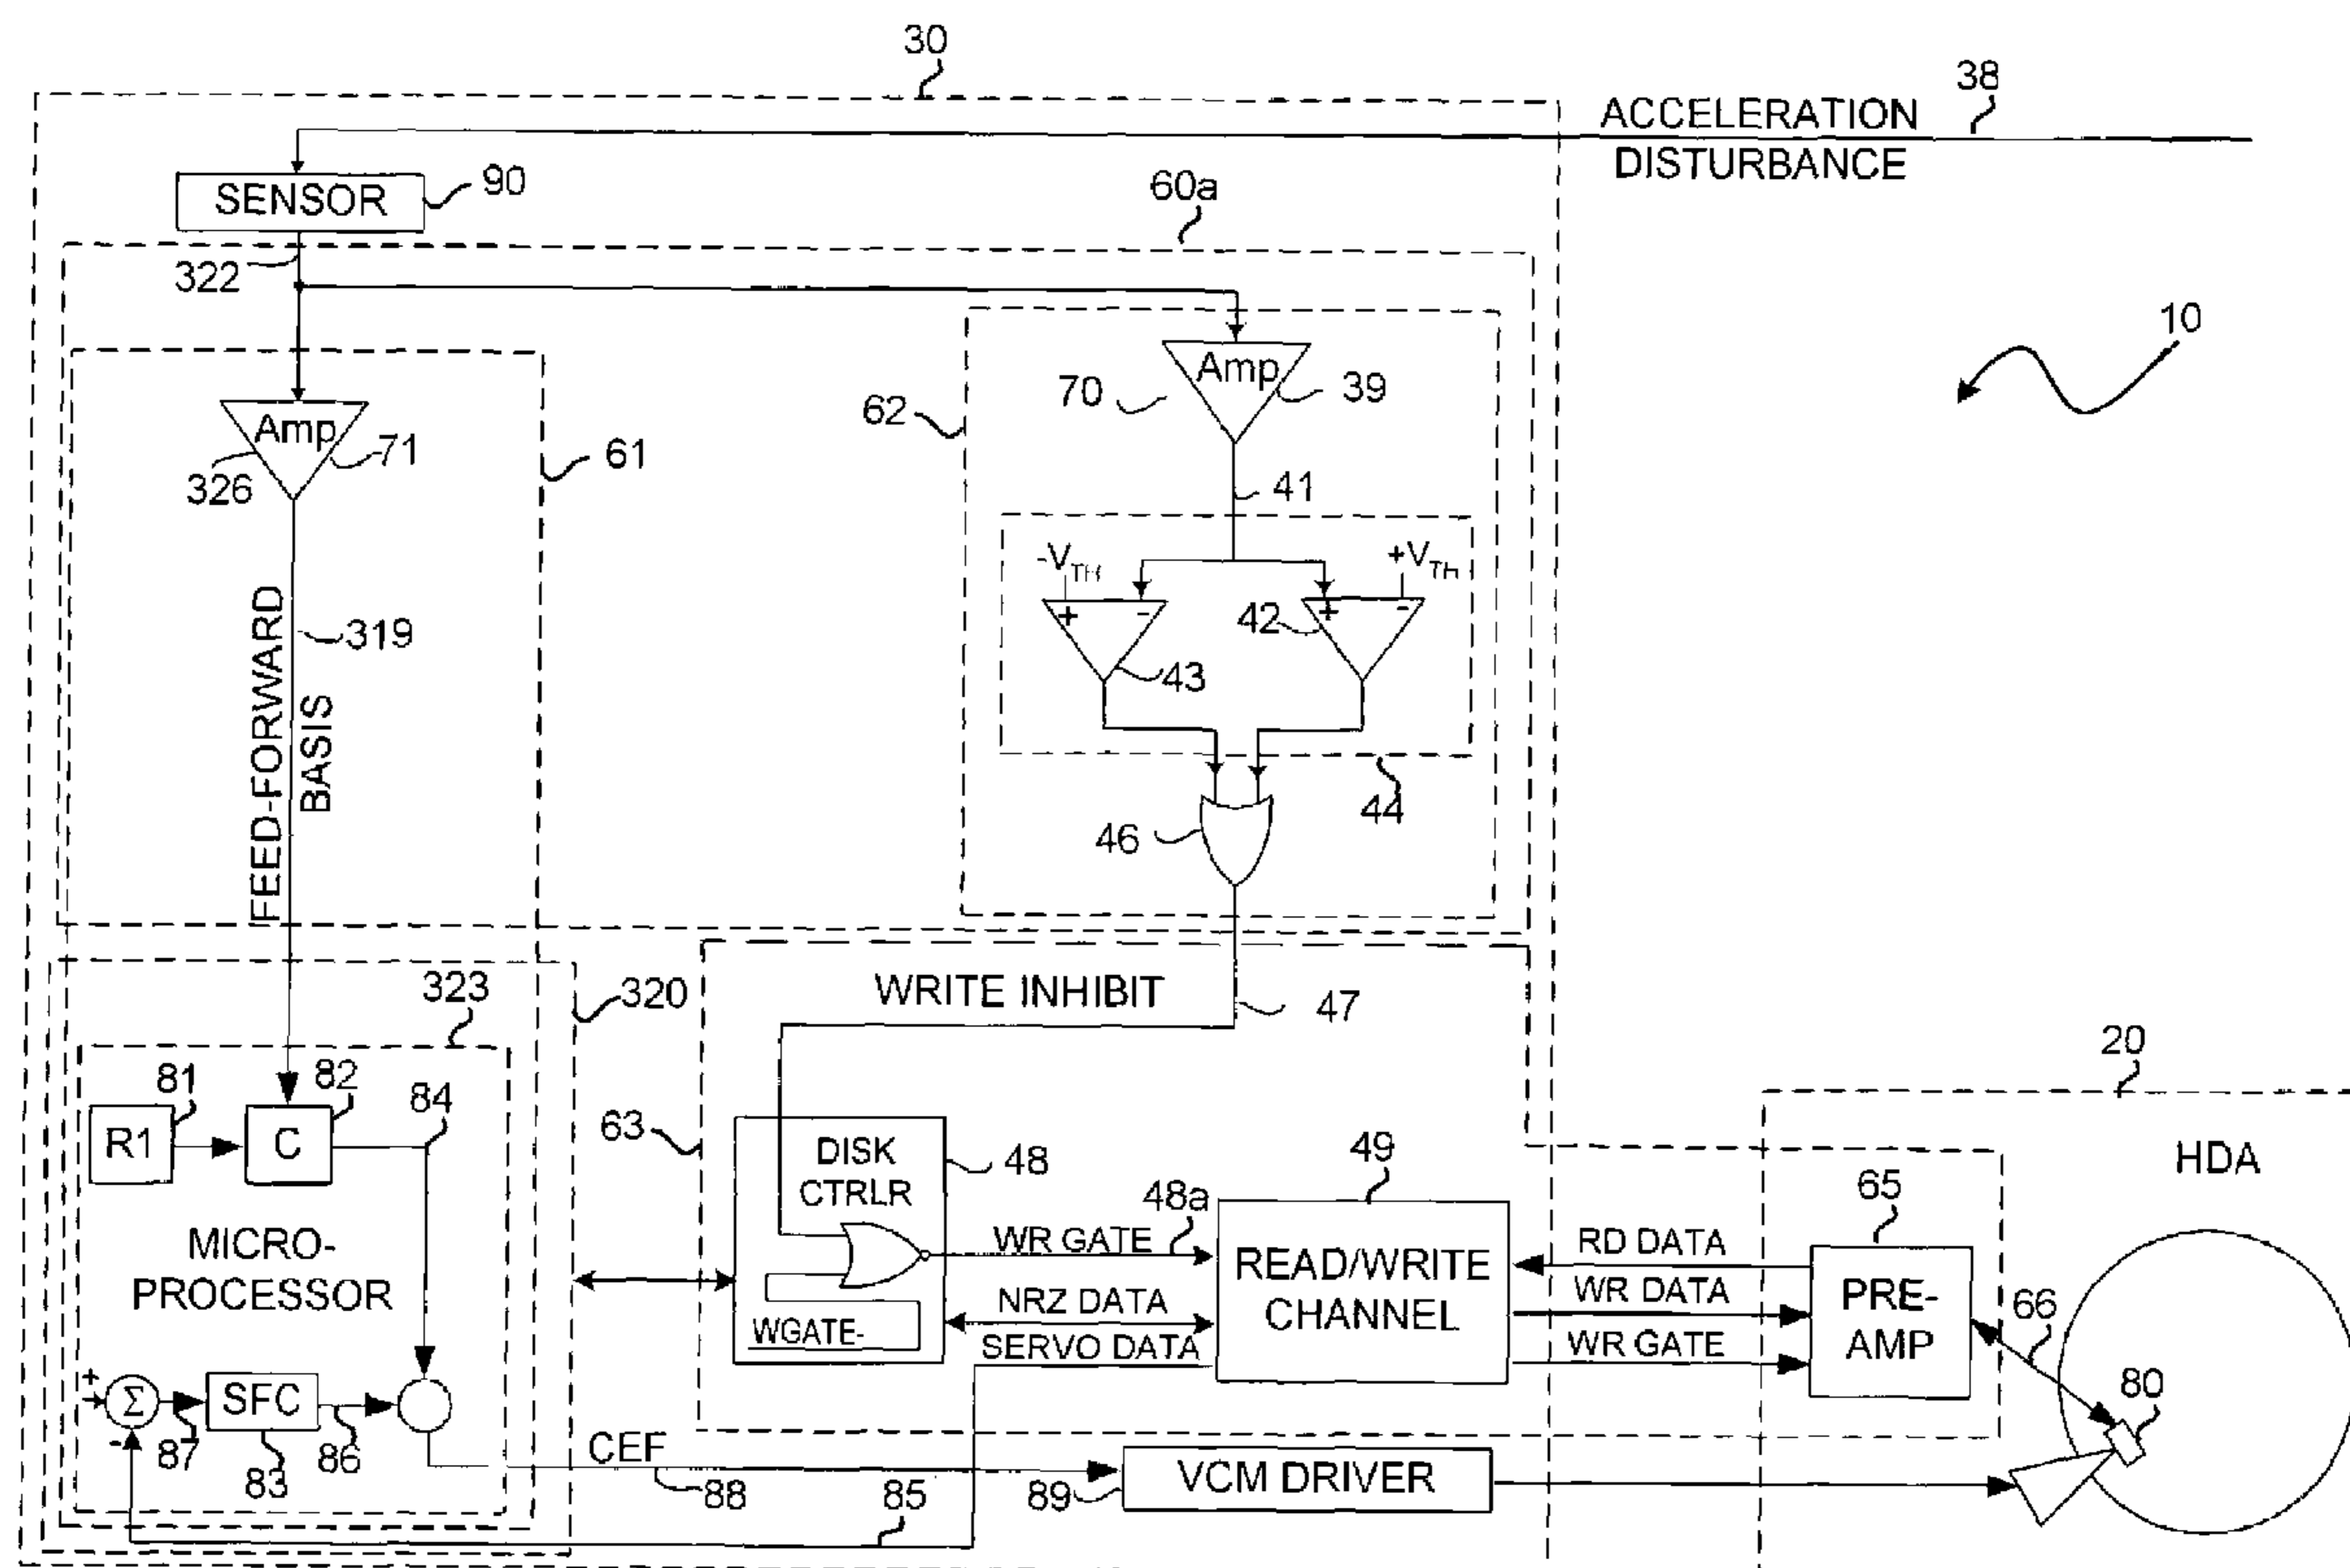 30
38
ACCELERATION
DISTURBANCE
SENSOR
90
60a
322
10
Amp
70
39
62
Amp
71
326
61
41
-VTH
+VTH
+
-
42
+
-
43
319
FEED-FORWARD
BASIS
44
46
WRITE INHIBIT
47
323
320
20
81
82
84
R1
C
63
DISK
CTRLR
48
49
HDA
48a
65
MICRO-
PROCESSOR
WR GATE
READ/WRITE
CHANNEL
RD DATA
WR DATA
WR GATE
PRE-
AMP
66
NRZ DATA
SERVO DATA
WGATE-
80
+
Σ
-
SFC
87
83
86
CEF
88
85
89
VCM DRIVER